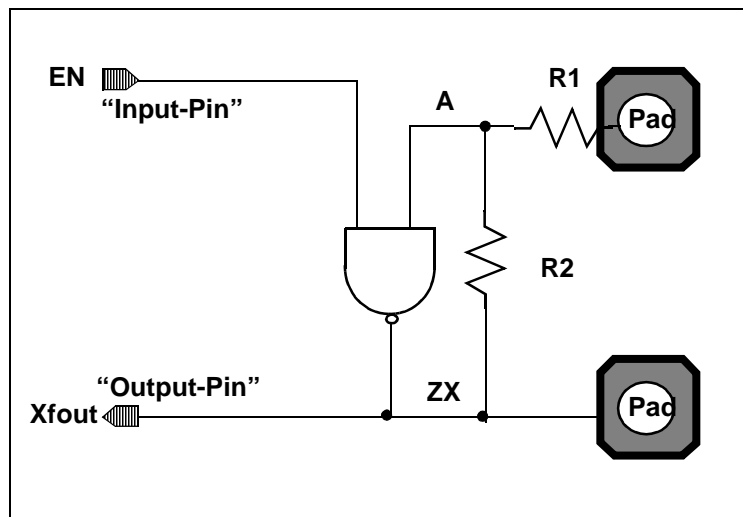 EN
“Input-Pin”
A
R1
Pad
R2
“Output-Pin”
Xfout
ZX
Pad